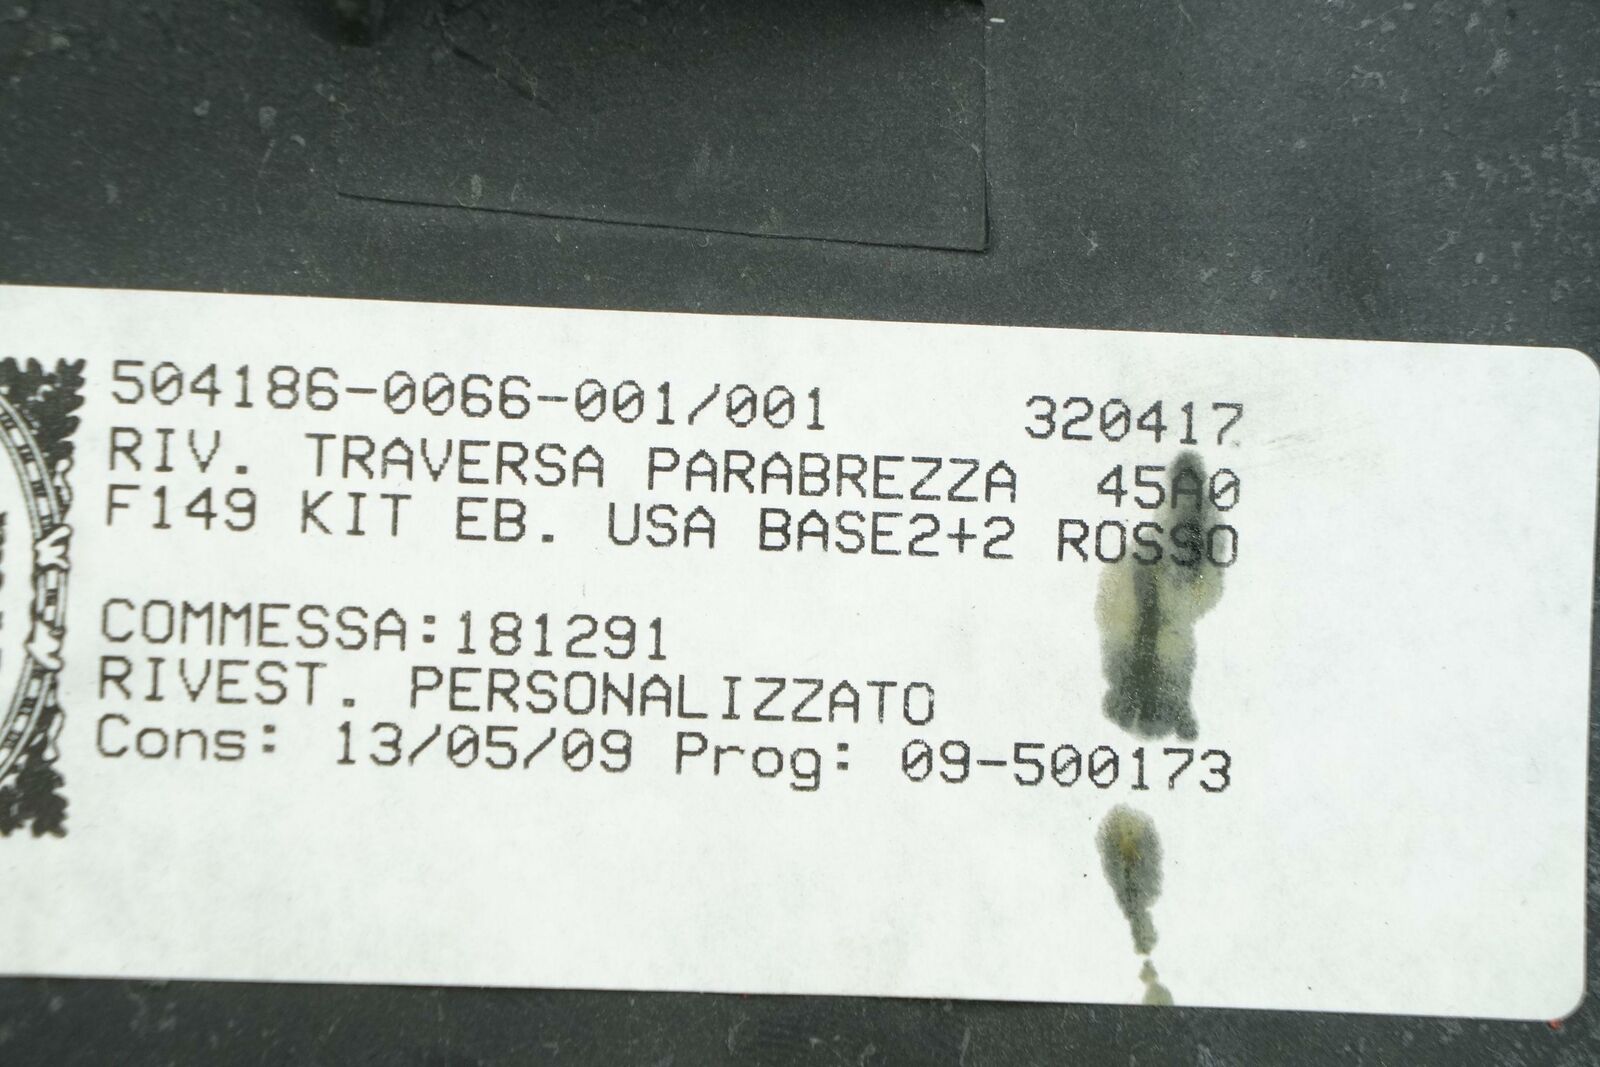 504186-0066-001/001 320417
RIV. TRAVERSA PARABREZZA 45A0
F149 KIT EB. USA BASE2+2 ROSSO
COMMESSA:181291
RIVEST. PERSONALIZZATO
Cons: 13/05/09 Prog: 09-500173